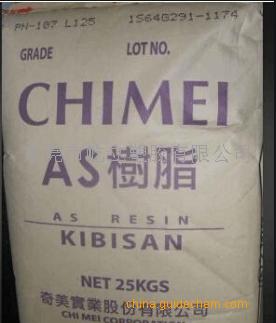 PN-107 L125 1S64G291-1174
GRADE LOT NO.
CHIMEI
AS樹脂
AS RESIN
KIBISAN
NET 25KGS
奇美實業股份有限公司
CHI MEI CORPORATION
china.guidechem.com